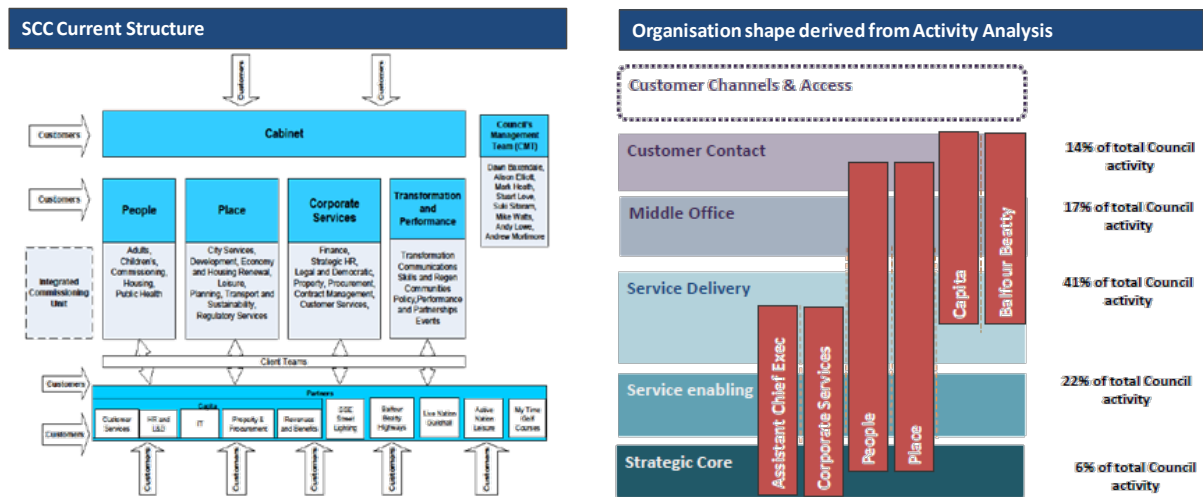 SCC Current Structure
Customers
Customers
Customers
Cabinet
Council's
Management
Team (CMT)
Dawn Baxendale,
Alison Elliott,
Mark Heath,
Stuart Love,
Suki Sitaram,
Mike Watts,
Andy Lowe,
Andrew Mortimore
Customers
People
Adults,
Children's,
Commissioning,
Housing,
Public Health
Place
City Services,
Development, Economy
and Housing Renewal,
Leisure,
Planning, Transport and
Sustainability,
Regulatory Services
Corporate
Services
Finance,
Strategic HR,
Legal and Democratic,
Property, Procurement,
Contract Management,
Customer Services,
Transformation
and
Performance
Transformation
Communications
Skills and Regen
Communities
Policy,Performance
and Partnerships
Events
Integrated
Commissioning
Unit
Client Teams
Customers
Partners
Capita
Customers
Customer
Services
HR and
L&D
IT
Property &
Procurement
Revenues
and Benefits
SSE
Street
Lighting
Balfour
Beatty
Highways
Live Nation
Guildhall
Active
Nation
Leisure
My Time
Golf
Courses
Customers
Customers
Customers
Customers
Customers
Organisation shape derived from Activity Analysis
Customer Channels & Access
Customer Contact
14% of total Council
activity
Middle Office
17% of total Council
activity
Service Delivery
41% of total Council
activity
Service enabling
22% of total Council
activity
Strategic Core
6% of total Council
activity
Assistant Chief Exec
Corporate Services
People
Place
Capita
Balfour Beatty